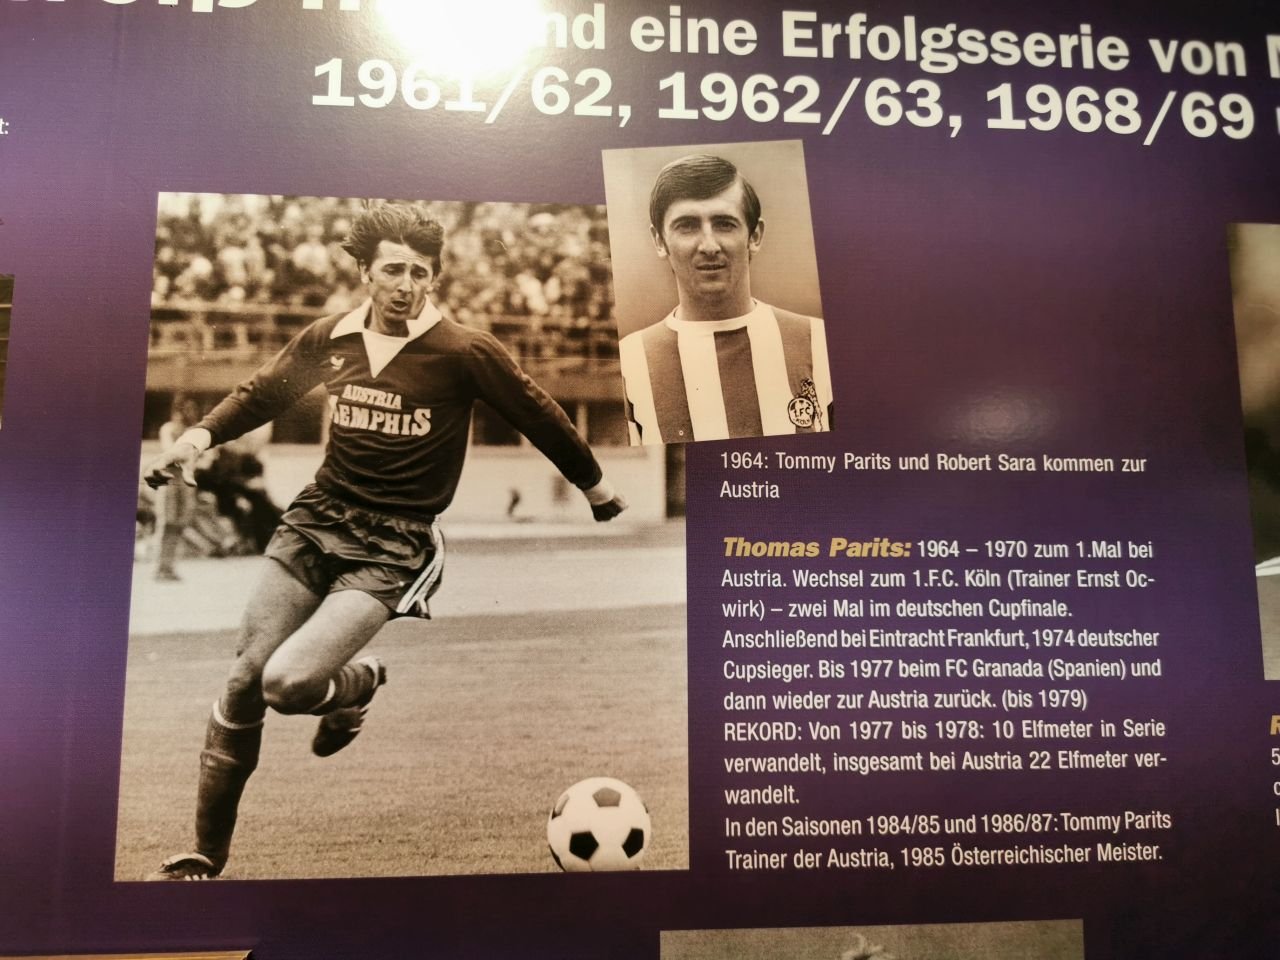 nd eine Erfolgsserie von
1961/62, 1962/63, 1968/69
t:
AUSTRIA
MEMPHIS
1.FC
KÖLN
1964: Tommy Parits und Robert Sara kommen zur
Austria
Thomas Parits: 1964 – 1970 zum 1.Mal bei
Austria. Wechsel zum 1.F.C. Köln (Trainer Ernst Oc-
wirk) – zwei Mal im deutschen Cupfinale.
Anschließend bei Eintracht Frankfurt, 1974 deutscher
Cupsieger. Bis 1977 beim FC Granada (Spanien) und
dann wieder zur Austria zurück. (bis 1979)
REKORD: Von 1977 bis 1978: 10 Elfmeter in Serie
verwandelt, insgesamt bei Austria 22 Elfmeter ver-
wandelt.
In den Saisonen 1984/85 und 1986/87: Tommy Parits
Trainer der Austria, 1985 Österreichischer Meister.